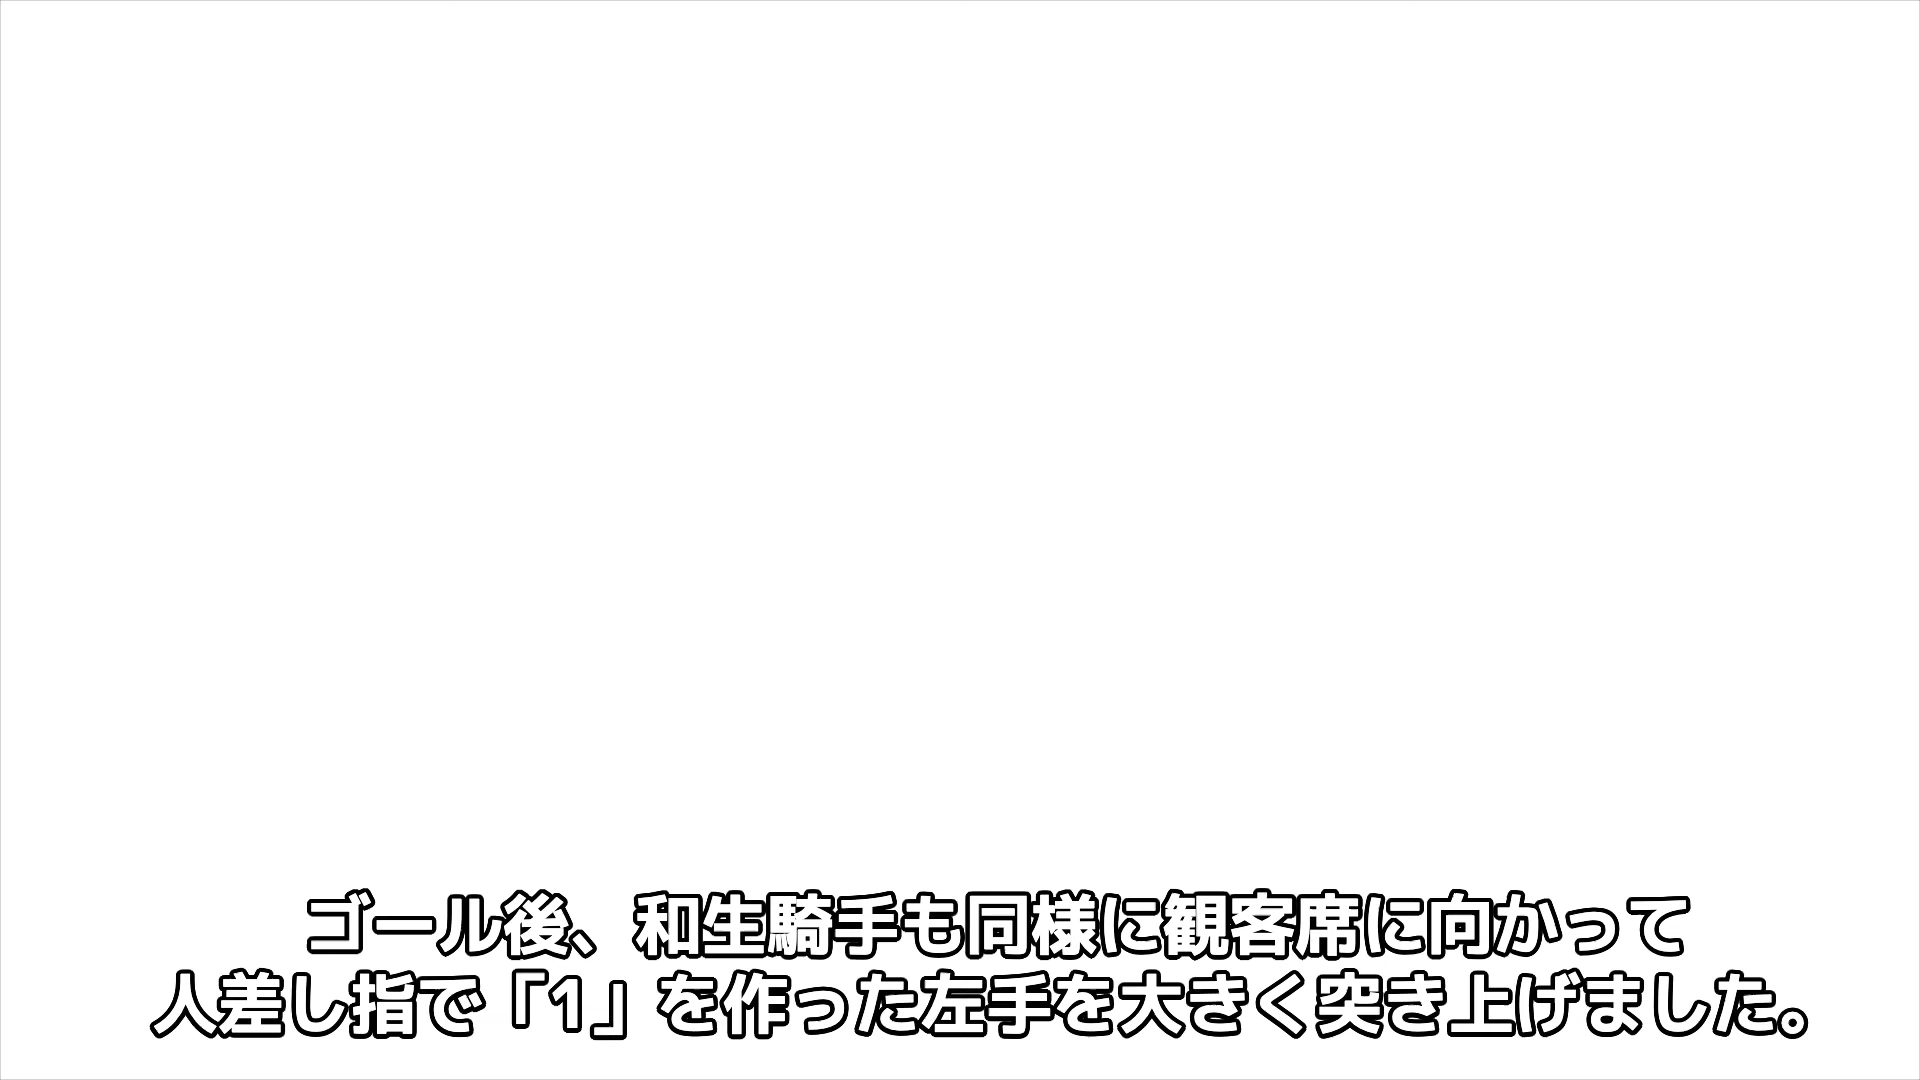 ゴール後、和生騎手も同様に観客席に向かって
人差し指で「1」を作った左手を大きく突き上げました。